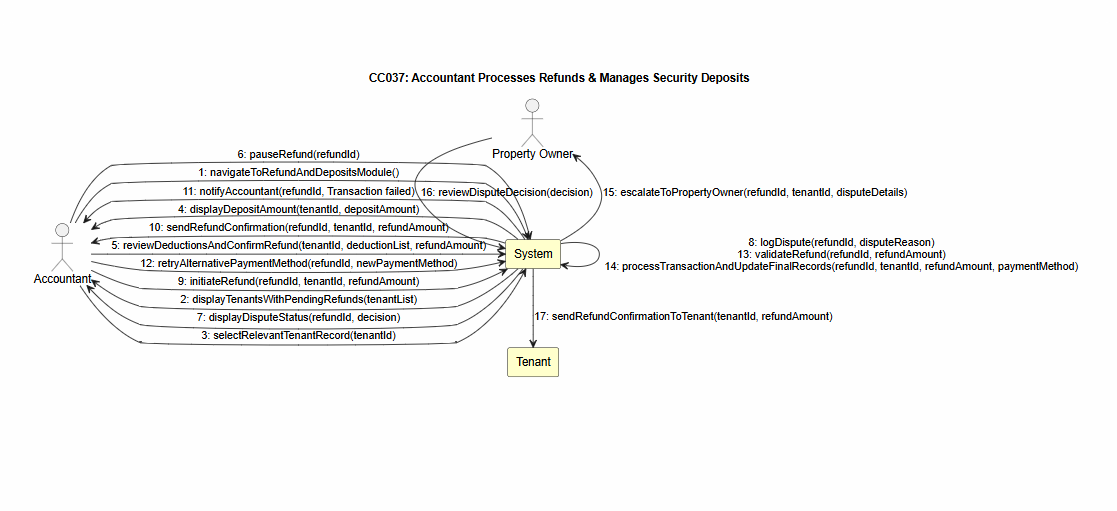 CC037: Accountant Processes Refunds & Manages Security Deposits
Property Owner
6: pauseRefund(refundId)
1: navigateToRefundAndDepositsModule()
11: notifyAccountant(refundId, Transaction failed)
16: reviewDisputeDecision(decision)
15: escalateToPropertyOwner(refundId, tenantId, disputeDetails)
4: displayDepositAmount(tenantId, depositAmount)
10: sendRefundConfirmation(refundId, tenantId, refundAmount)
5: reviewDeductionsAndConfirmRefund(tenantId, deductionList, refundAmount)
System
8: logDispute(refundId, disputeReason)
13: validateRefund(refundId, refundAmount)
14: processTransactionAndUpdateFinalRecords(refundId, tenantId, refundAmount, paymentMethod)
12: retryAlternativePaymentMethod(refundId, newPaymentMethod)
Accountant
9: initiateRefund(refundId, tenantId, refundAmount)
2: displayTenantsWithPendingRefunds(tenantList)
7: displayDisputeStatus(refundId, decision)
17: sendRefundConfirmationToTenant(tenantId, refundAmount)
3: selectRelevantTenantRecord(tenantId)
Tenant